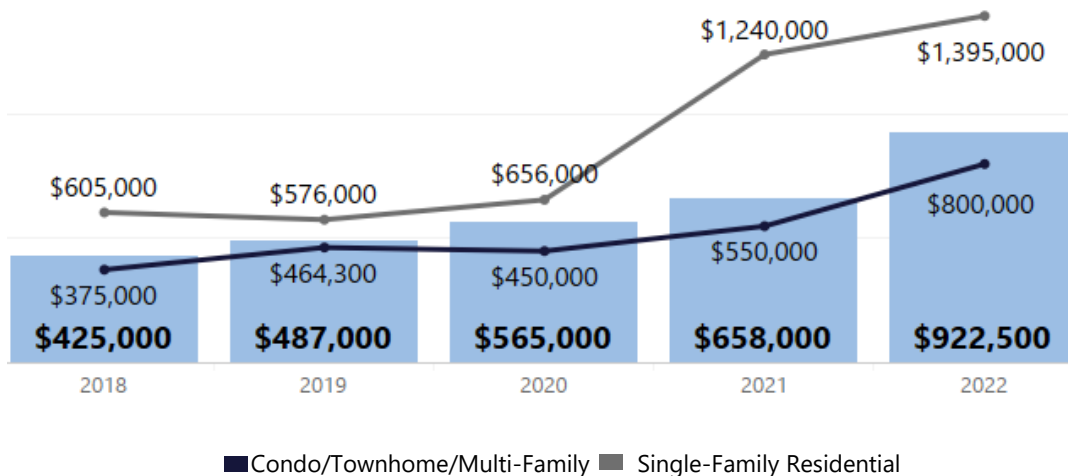 $1,240,000
$1,395,000
$605,000 $576,000 $656,000
$800,000
$375,000 $464,300 $450,000 $550,000
$425,000 $487,000 $565,000 $658,000 $922,500
2018 2019 2020 2021 2022
Condo/Townhome/Multi-Family Single-Family Residential